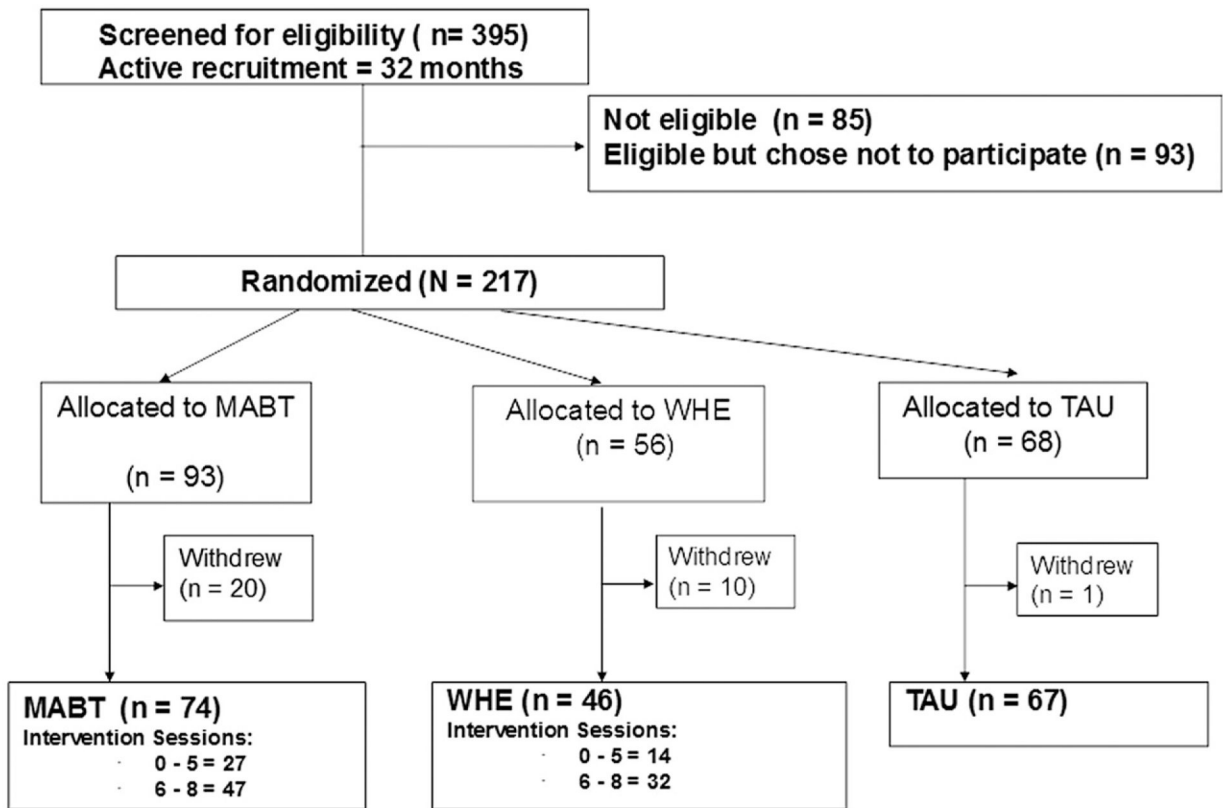 Screened for eligibility ( n= 395)
Active recruitment = 32 months
Not eligible (n = 85)
Eligible but chose not to participate (n = 93)
Randomized (N = 217)
Allocated to MABT
(n = 93)
Allocated to WHE
(n = 56)
Allocated to TAU
(n = 68)
Withdrew
(n = 20)
Withdrew
(n = 10)
Withdrew
(n = 1)
MABT (n = 74)
Intervention Sessions:
· 0 - 5 = 27
· 6 - 8 = 47
WHE (n = 46)
Intervention Sessions:
· 0 - 5 = 14
· 6 - 8 = 32
TAU (n = 67)